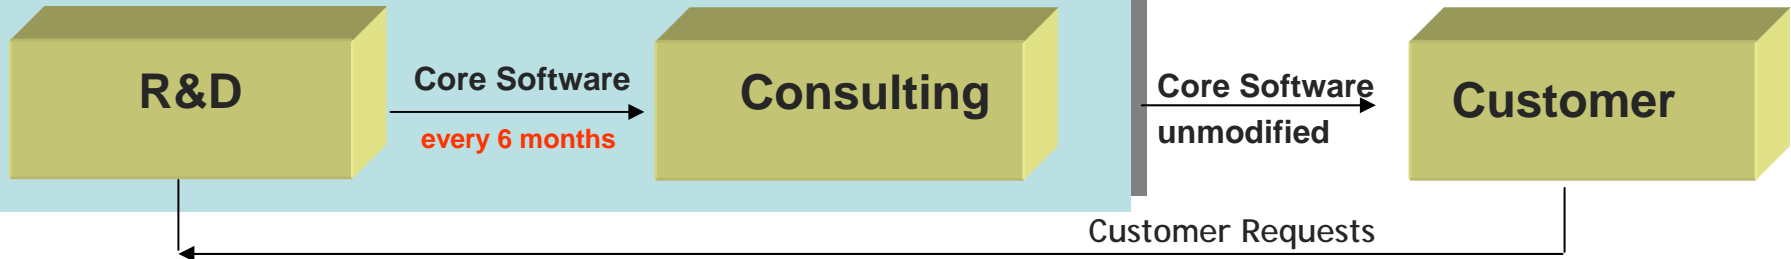 R&D
Core Software
every 6 months
Consulting
Core Software
unmodified
Customer
Customer Requests